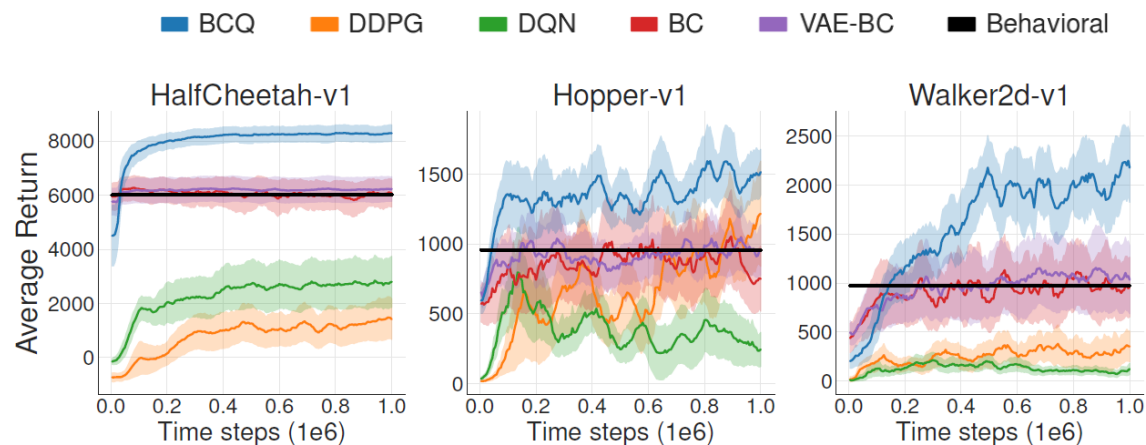 BCQ DDPG DQN BC VAE-BC Behavioral
HalfCheetah-v1 Hopper-v1 Walker2d-v1
Average Return
8000
6000
4000
2000
0
0.0 0.2 0.4 0.6 0.8 1.0
Time steps (1e6)
1500
1000
500
0
0.0 0.2 0.4 0.6 0.8 1.0
Time steps (1e6)
2500
2000
1500
1000
500
0
0.0 0.2 0.4 0.6 0.8 1.0
Time steps (1e6)